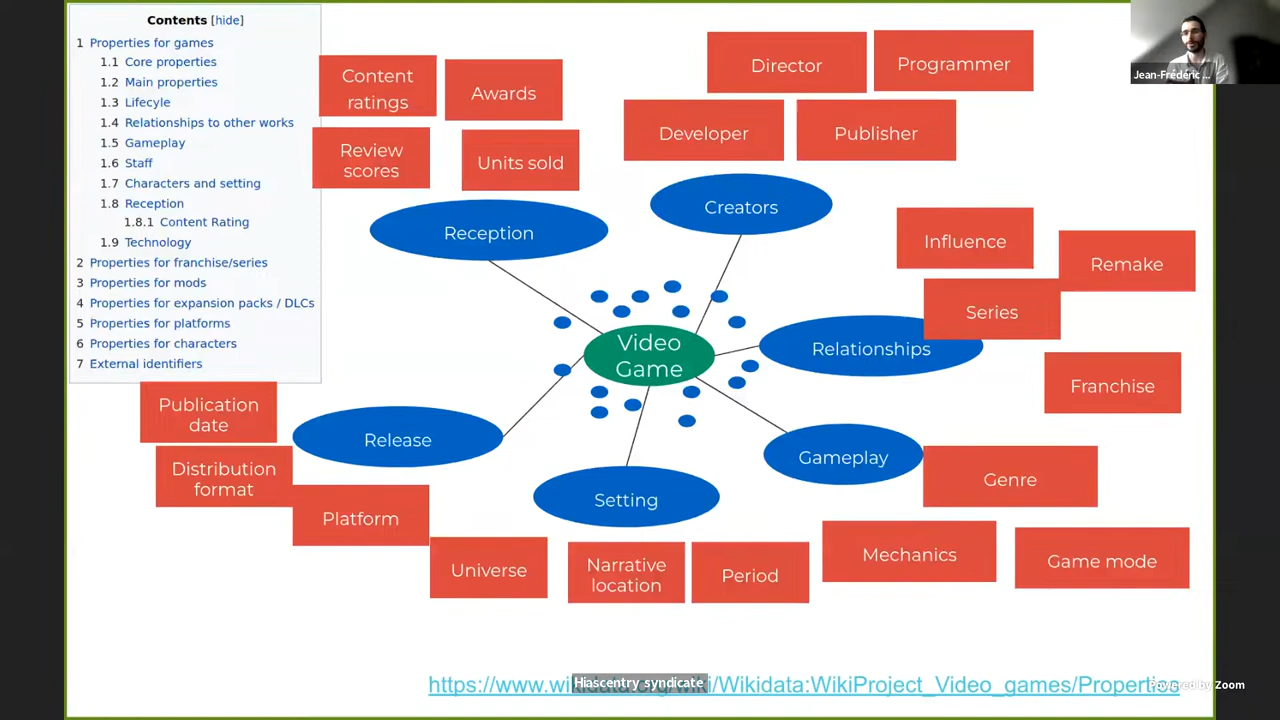 Contents [hide]
1 Properties for games
1.1 Core properties
1.2 Main properties
1.3 Lifecyle
1.4 Relationships to other works
1.5 Gameplay
1.6 Staff
1.7 Characters and setting
1.8 Reception
1.8.1 Content Rating
1.9 Technology
2 Properties for franchise/series
3 Properties for mods
4 Properties for expansion packs / DLCs
5 Properties for platforms
6 Properties for characters
7 External identifiers
Content
ratings
Awards
Review
scores
Units sold
Reception
Director
Programmer
Developer
Publisher
Creators
Jean-Frédéric ...
Influence
Remake
Series
Relationships
Franchise
Video
Game
Publication
date
Release
Distribution
format
Platform
Setting
Universe
Narrative
location
Period
Gameplay
Genre
Mechanics
Game mode
https://www.wikidata.org/wiki/Wikidata:WikiProject_Video_games/Properties
Hiascentry syndicate
Powered by Zoom